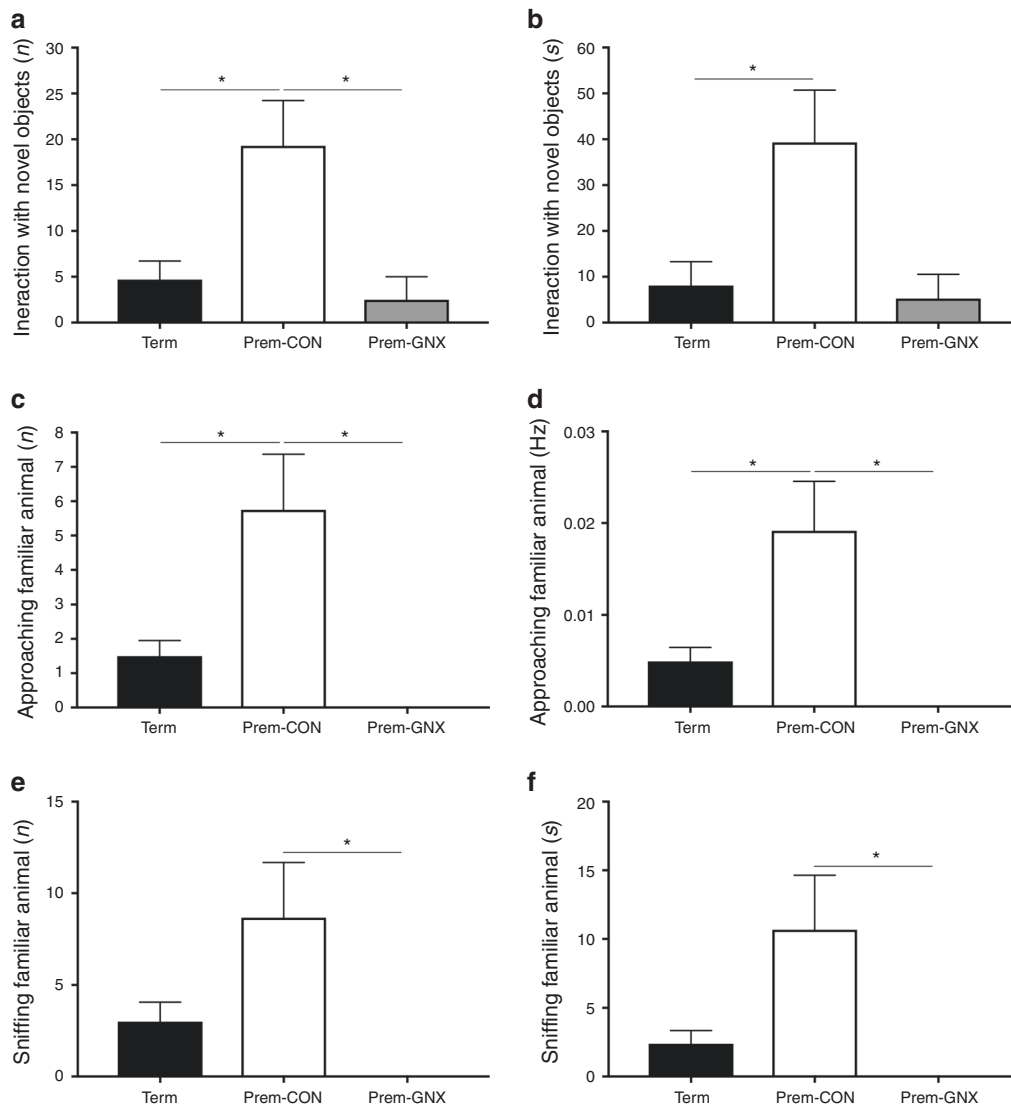 a
Ineraction with novel objects (n)
30
25
20
15
10
5
0
* *
Term Prem-CON Prem-GNX
b
Ineraction with novel objects (s)
60
50
40
30
20
10
0
*
Term Prem-CON Prem-GNX
c
Approaching familiar animal (n)
8
7
6
5
4
3
2
1
0
* *
Term Prem-CON Prem-GNX
d
Approaching familiar animal (Hz)
0.03
0.02
0.01
0.00
* *
Term Prem-CON Prem-GNX
e
Sniffing familiar animal (n)
15
10
5
0
*
Term Prem-CON Prem-GNX
f
Sniffing familiar animal (s)
20
15
10
5
0
*
Term Prem-CON Prem-GNX